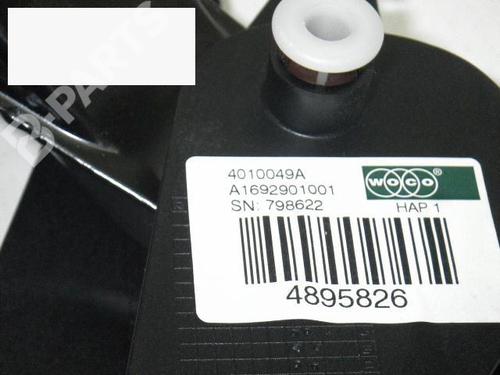 B-PARTS
4010049A
A1692901001
SN: 798622
WOCO®
HAP 1
4895826